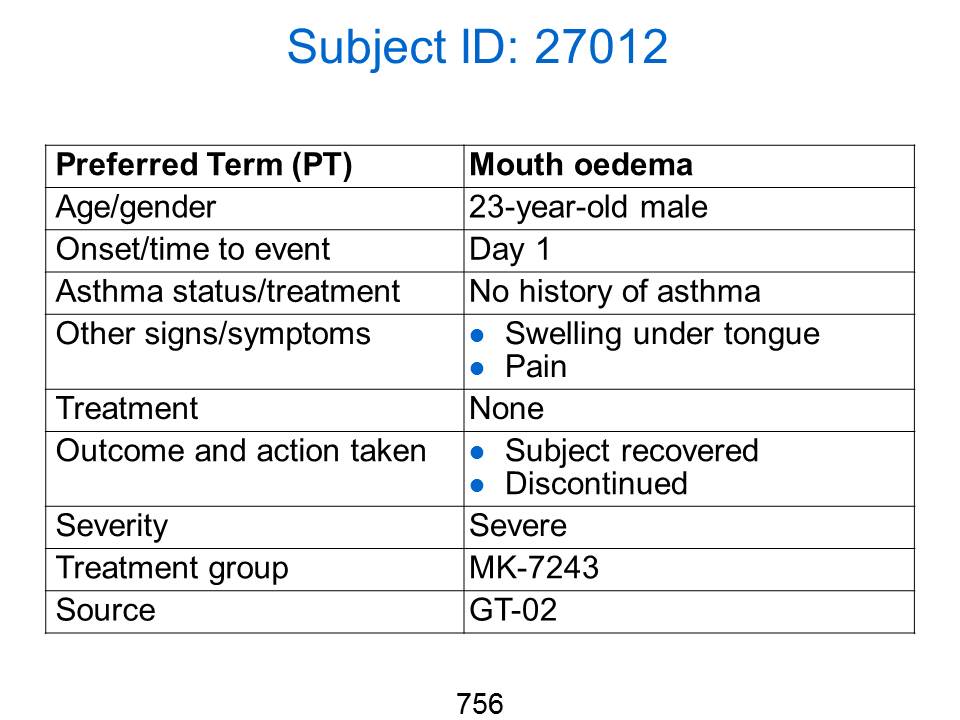 Subject ID: 27012
Preferred Term (PT) Mouth oedema
Age/gender 23-year-old male
Onset/time to event Day 1
Asthma status/treatment No history of asthma
Other signs/symptoms ● Swelling under tongue
● Pain
Treatment None
Outcome and action taken ● Subject recovered
● Discontinued
Severity Severe
Treatment group MK-7243
Source GT-02
756